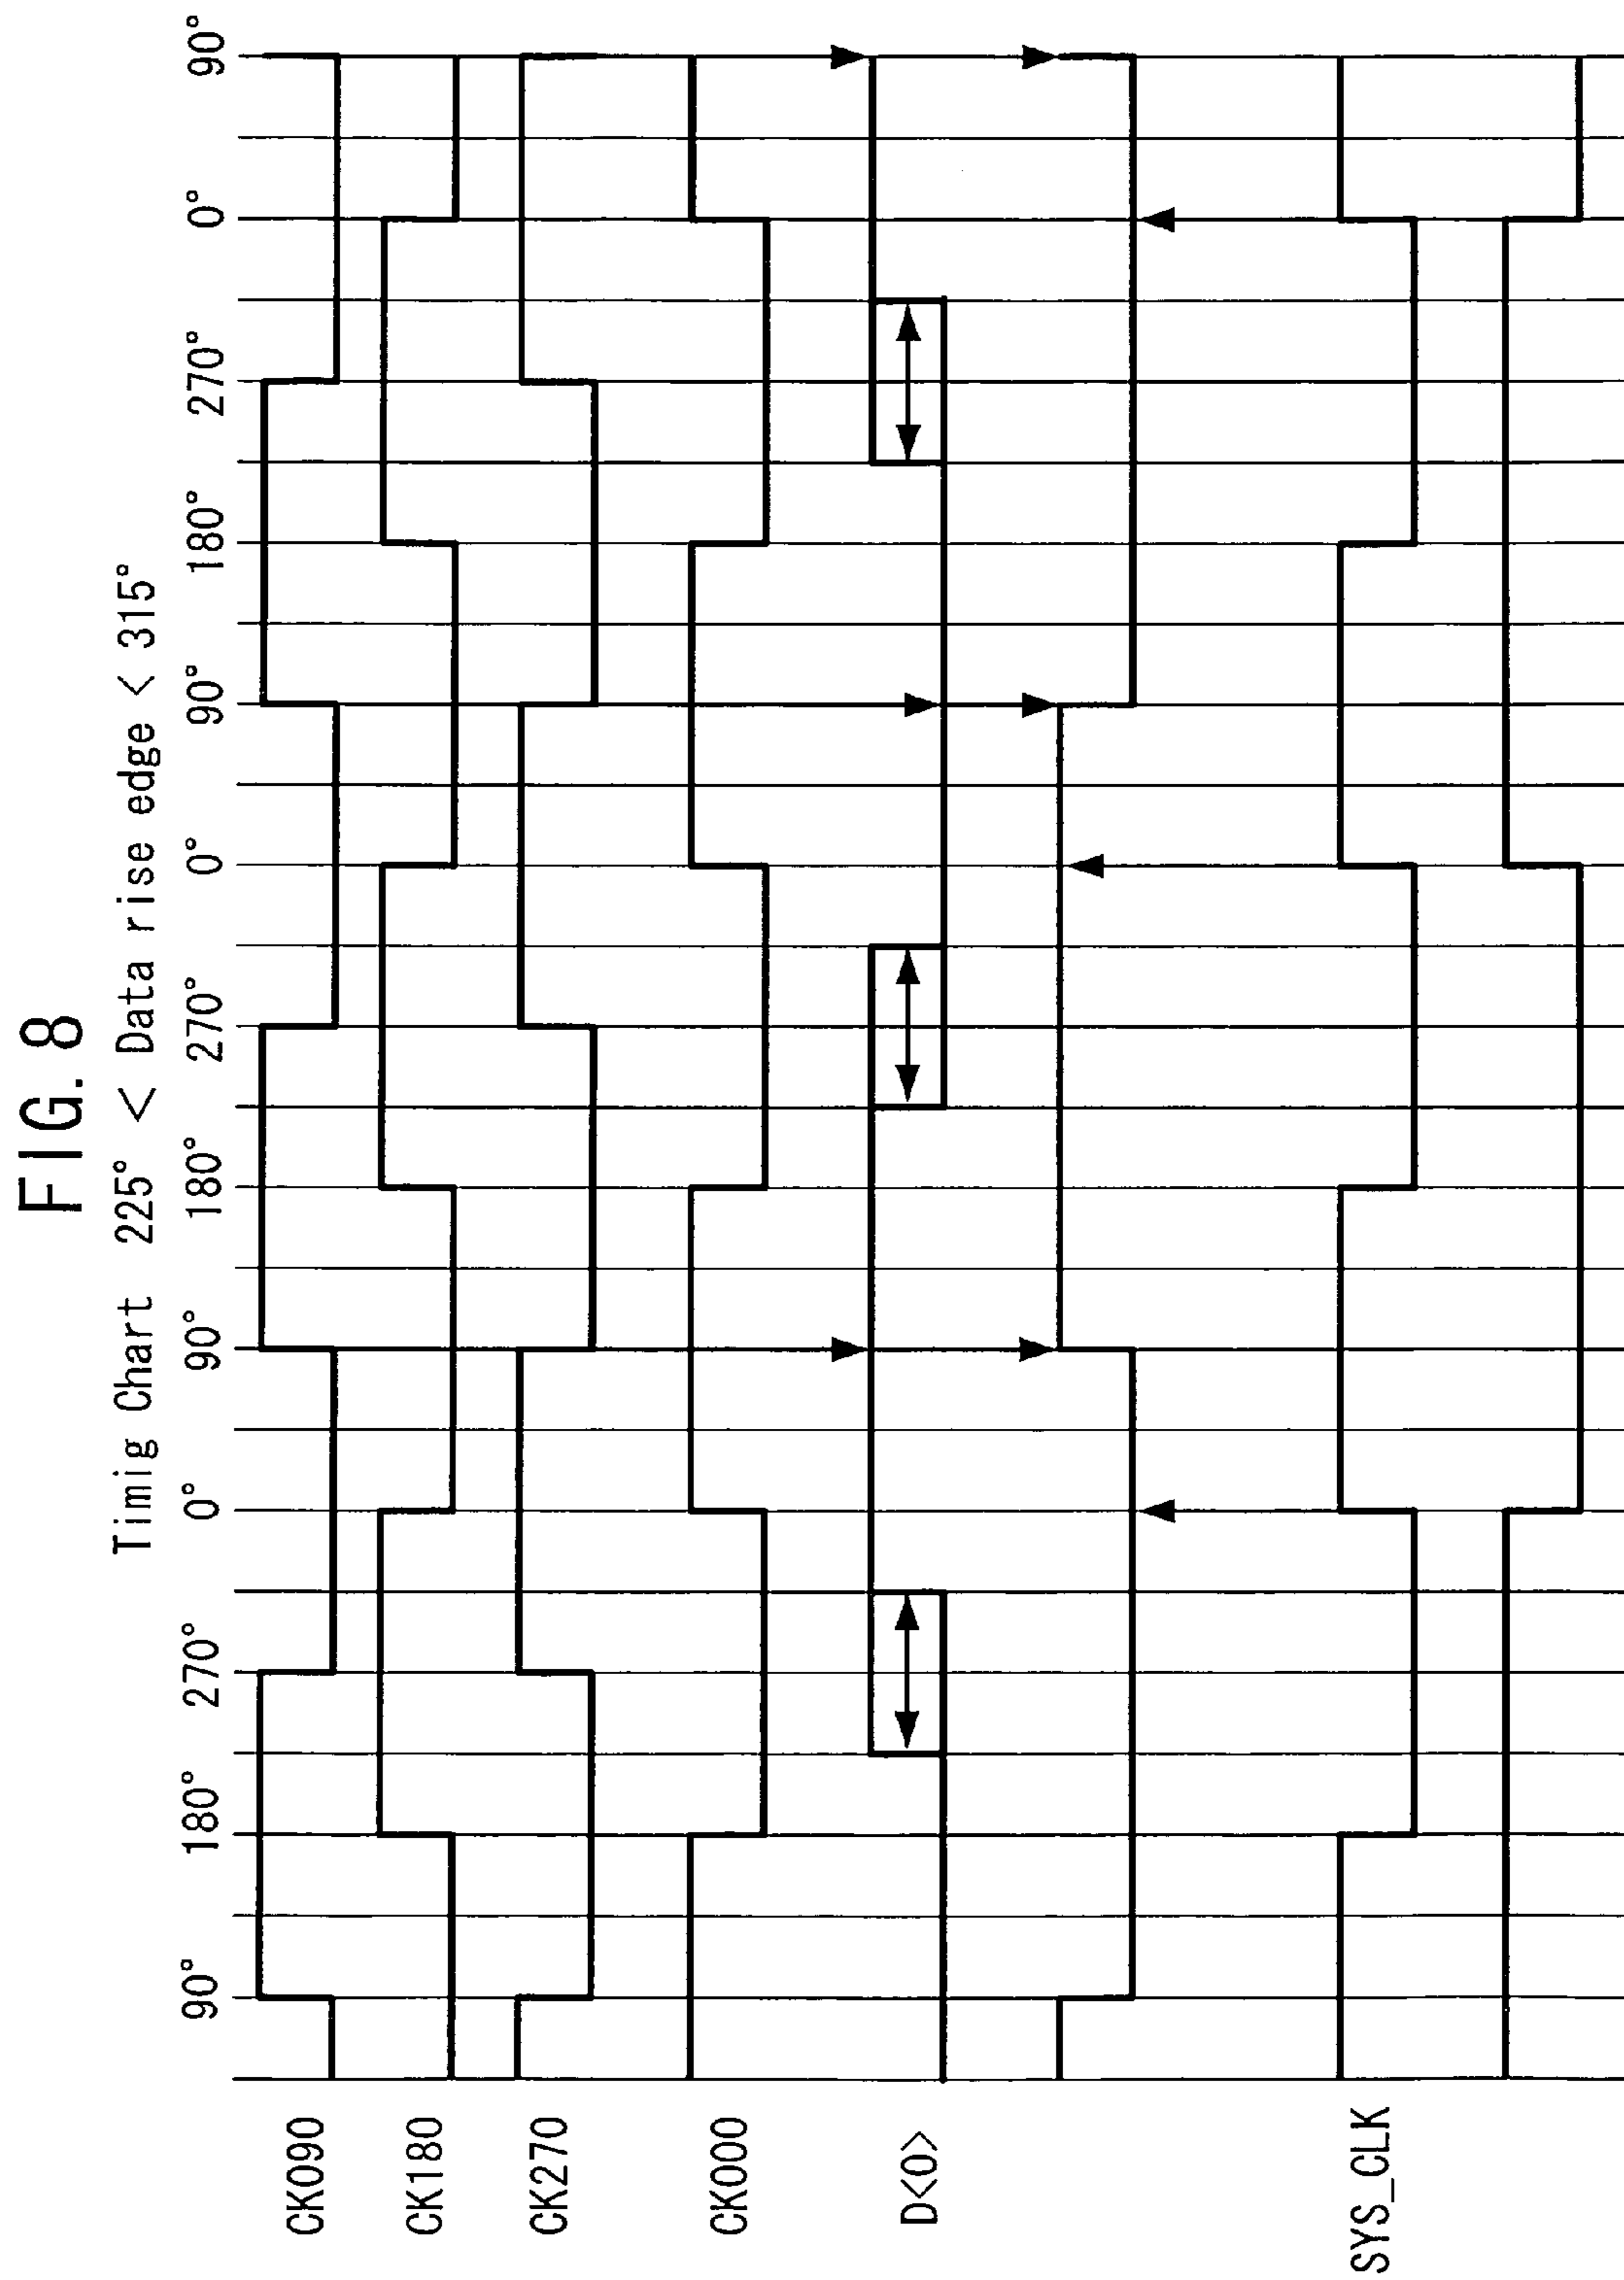 FIG. 8
Timig Chart 225° < Data rise edge < 315°
90° 180° 270° 0° 90° 180° 270° 0° 90° 180° 270° 0° 90°
CK090
CK180
CK270
CK000
D<0>
SYS_CLK